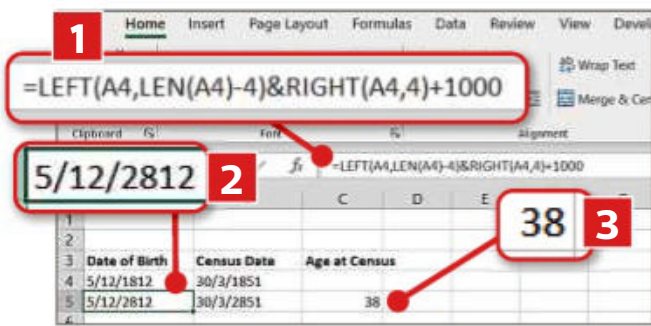 Home Insert Page Layout Formulas Data Review View Devel
1
Wrap Text
=LEFT(A4,LEN(A4)-4)&RIGHT(A4,4)+1000
Merge & Cen
Clipboard Font Alignment
5/12/2812 2 fx =LEFT(A4,LEN(A4)-4)&RIGHT(A4,4)+1000
C D E
38 3
1
2
3 Date of Birth Census Date Age at Census
4 5/12/1812 30/3/1851
5 5/12/2812 30/3/2851 38